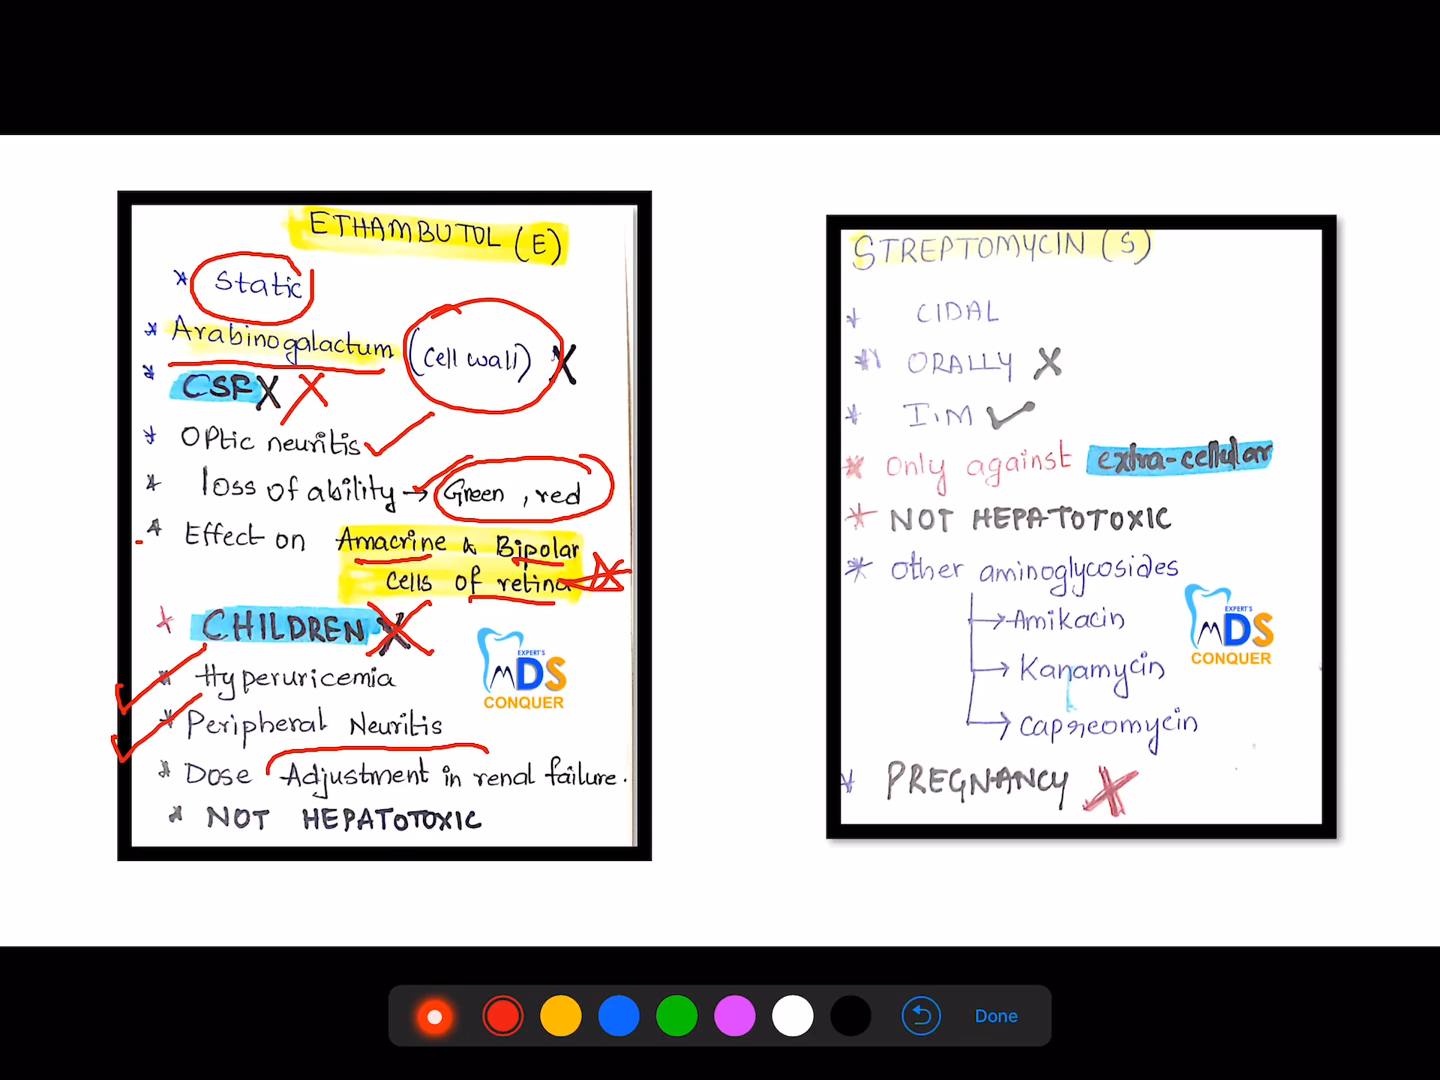 ETHAMBUTOL (E)
* Static
* Arabinogalactum (cell wall) X
* CSF X X
* Optic neuritis
* loss of ability → Green, red
* Effect on Amacrine & Bipolar
cells of retina
* CHILDREN X
* Hyperuricemia
* Peripheral Neuritis
* Dose Adjustment in renal failure.
* NOT HEPATOTOXIC
EXPERT'S
MDS
CONQUER
STREPTOMYCIN (S)
* CIDAL
* ORALLY X
* I.M ✓
* Only against extra-cellular
* NOT HEPATOTOXIC
* other aminoglycosides
→ Amikacin
→ Kanamycin
→ Capreomycin
* PREGNANCY X
EXPERT'S
MDS
CONQUER
Done